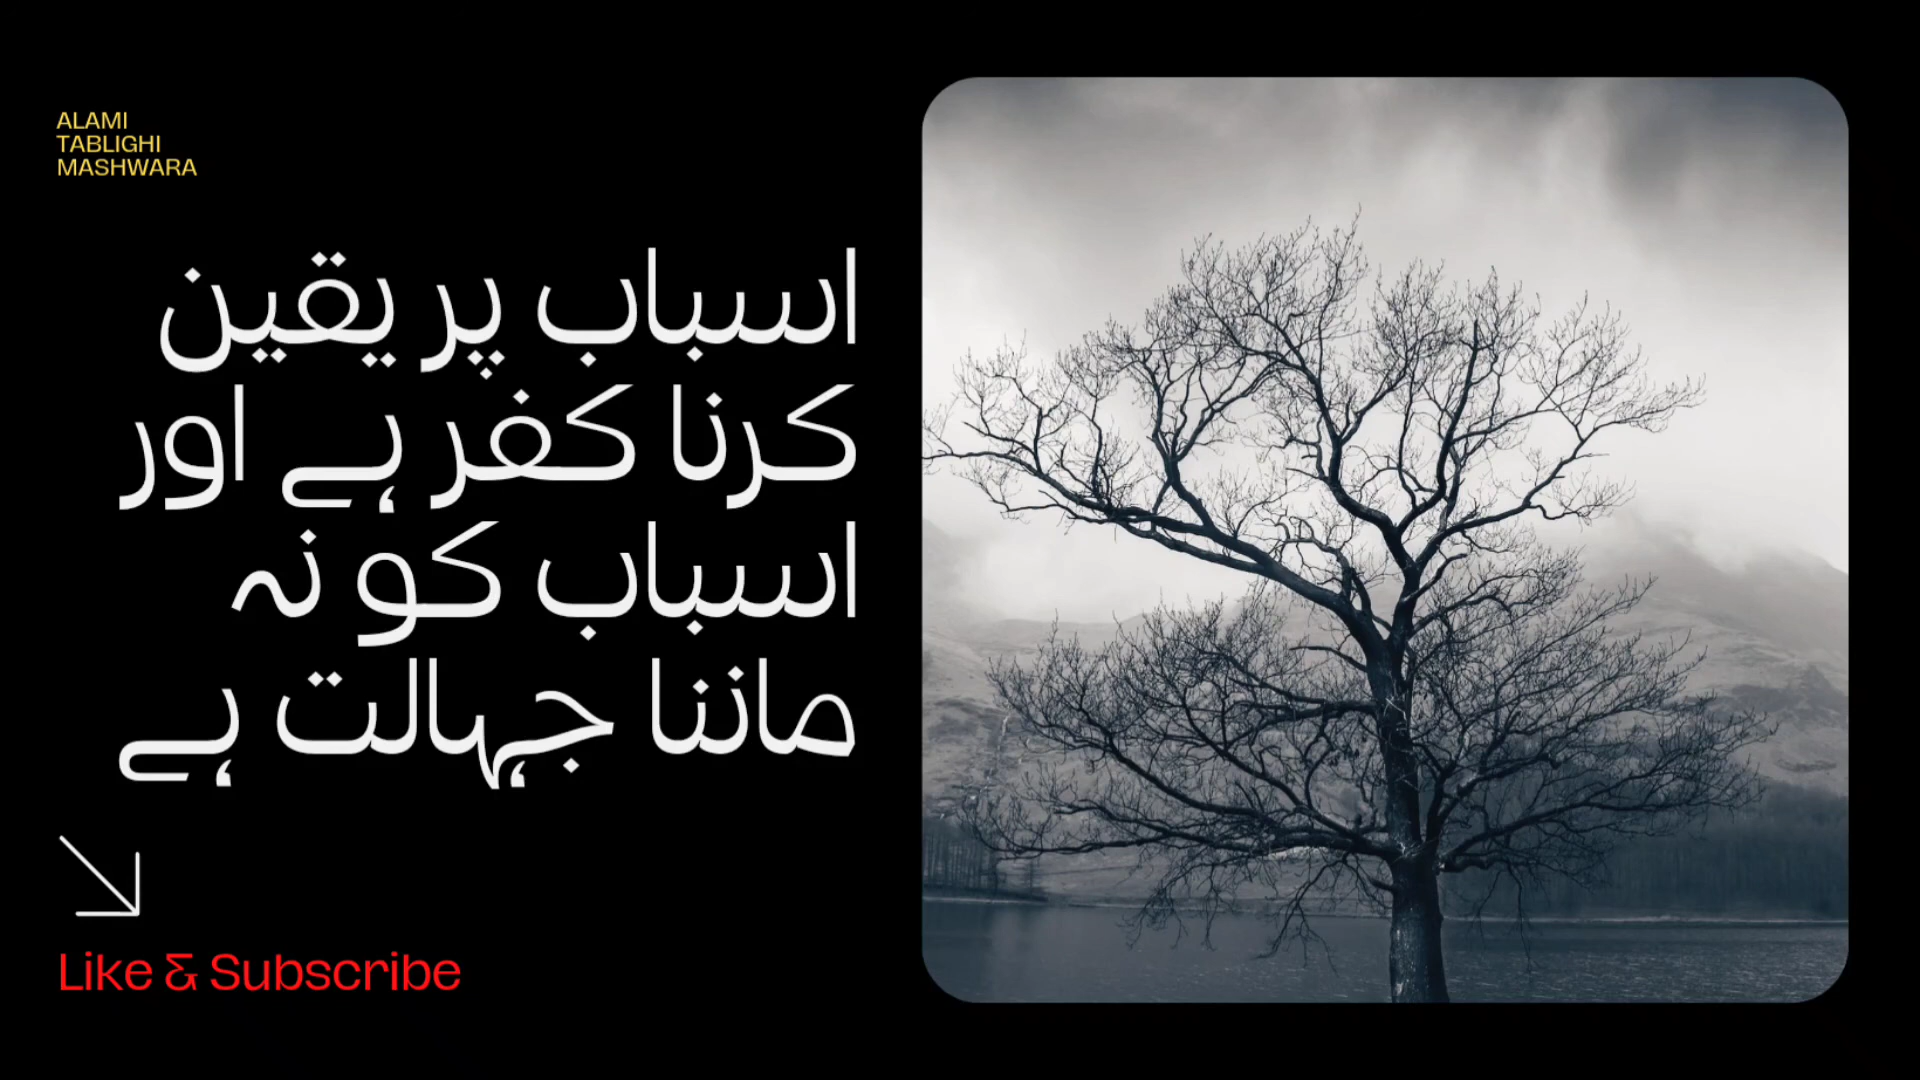 ALAMI
TABLIGHI
MASHWARA
اسباب پر یقین
کرنا کفر ہے اور
اسباب کو نہ
ماننا جہالت ہے
Like & Subscribe